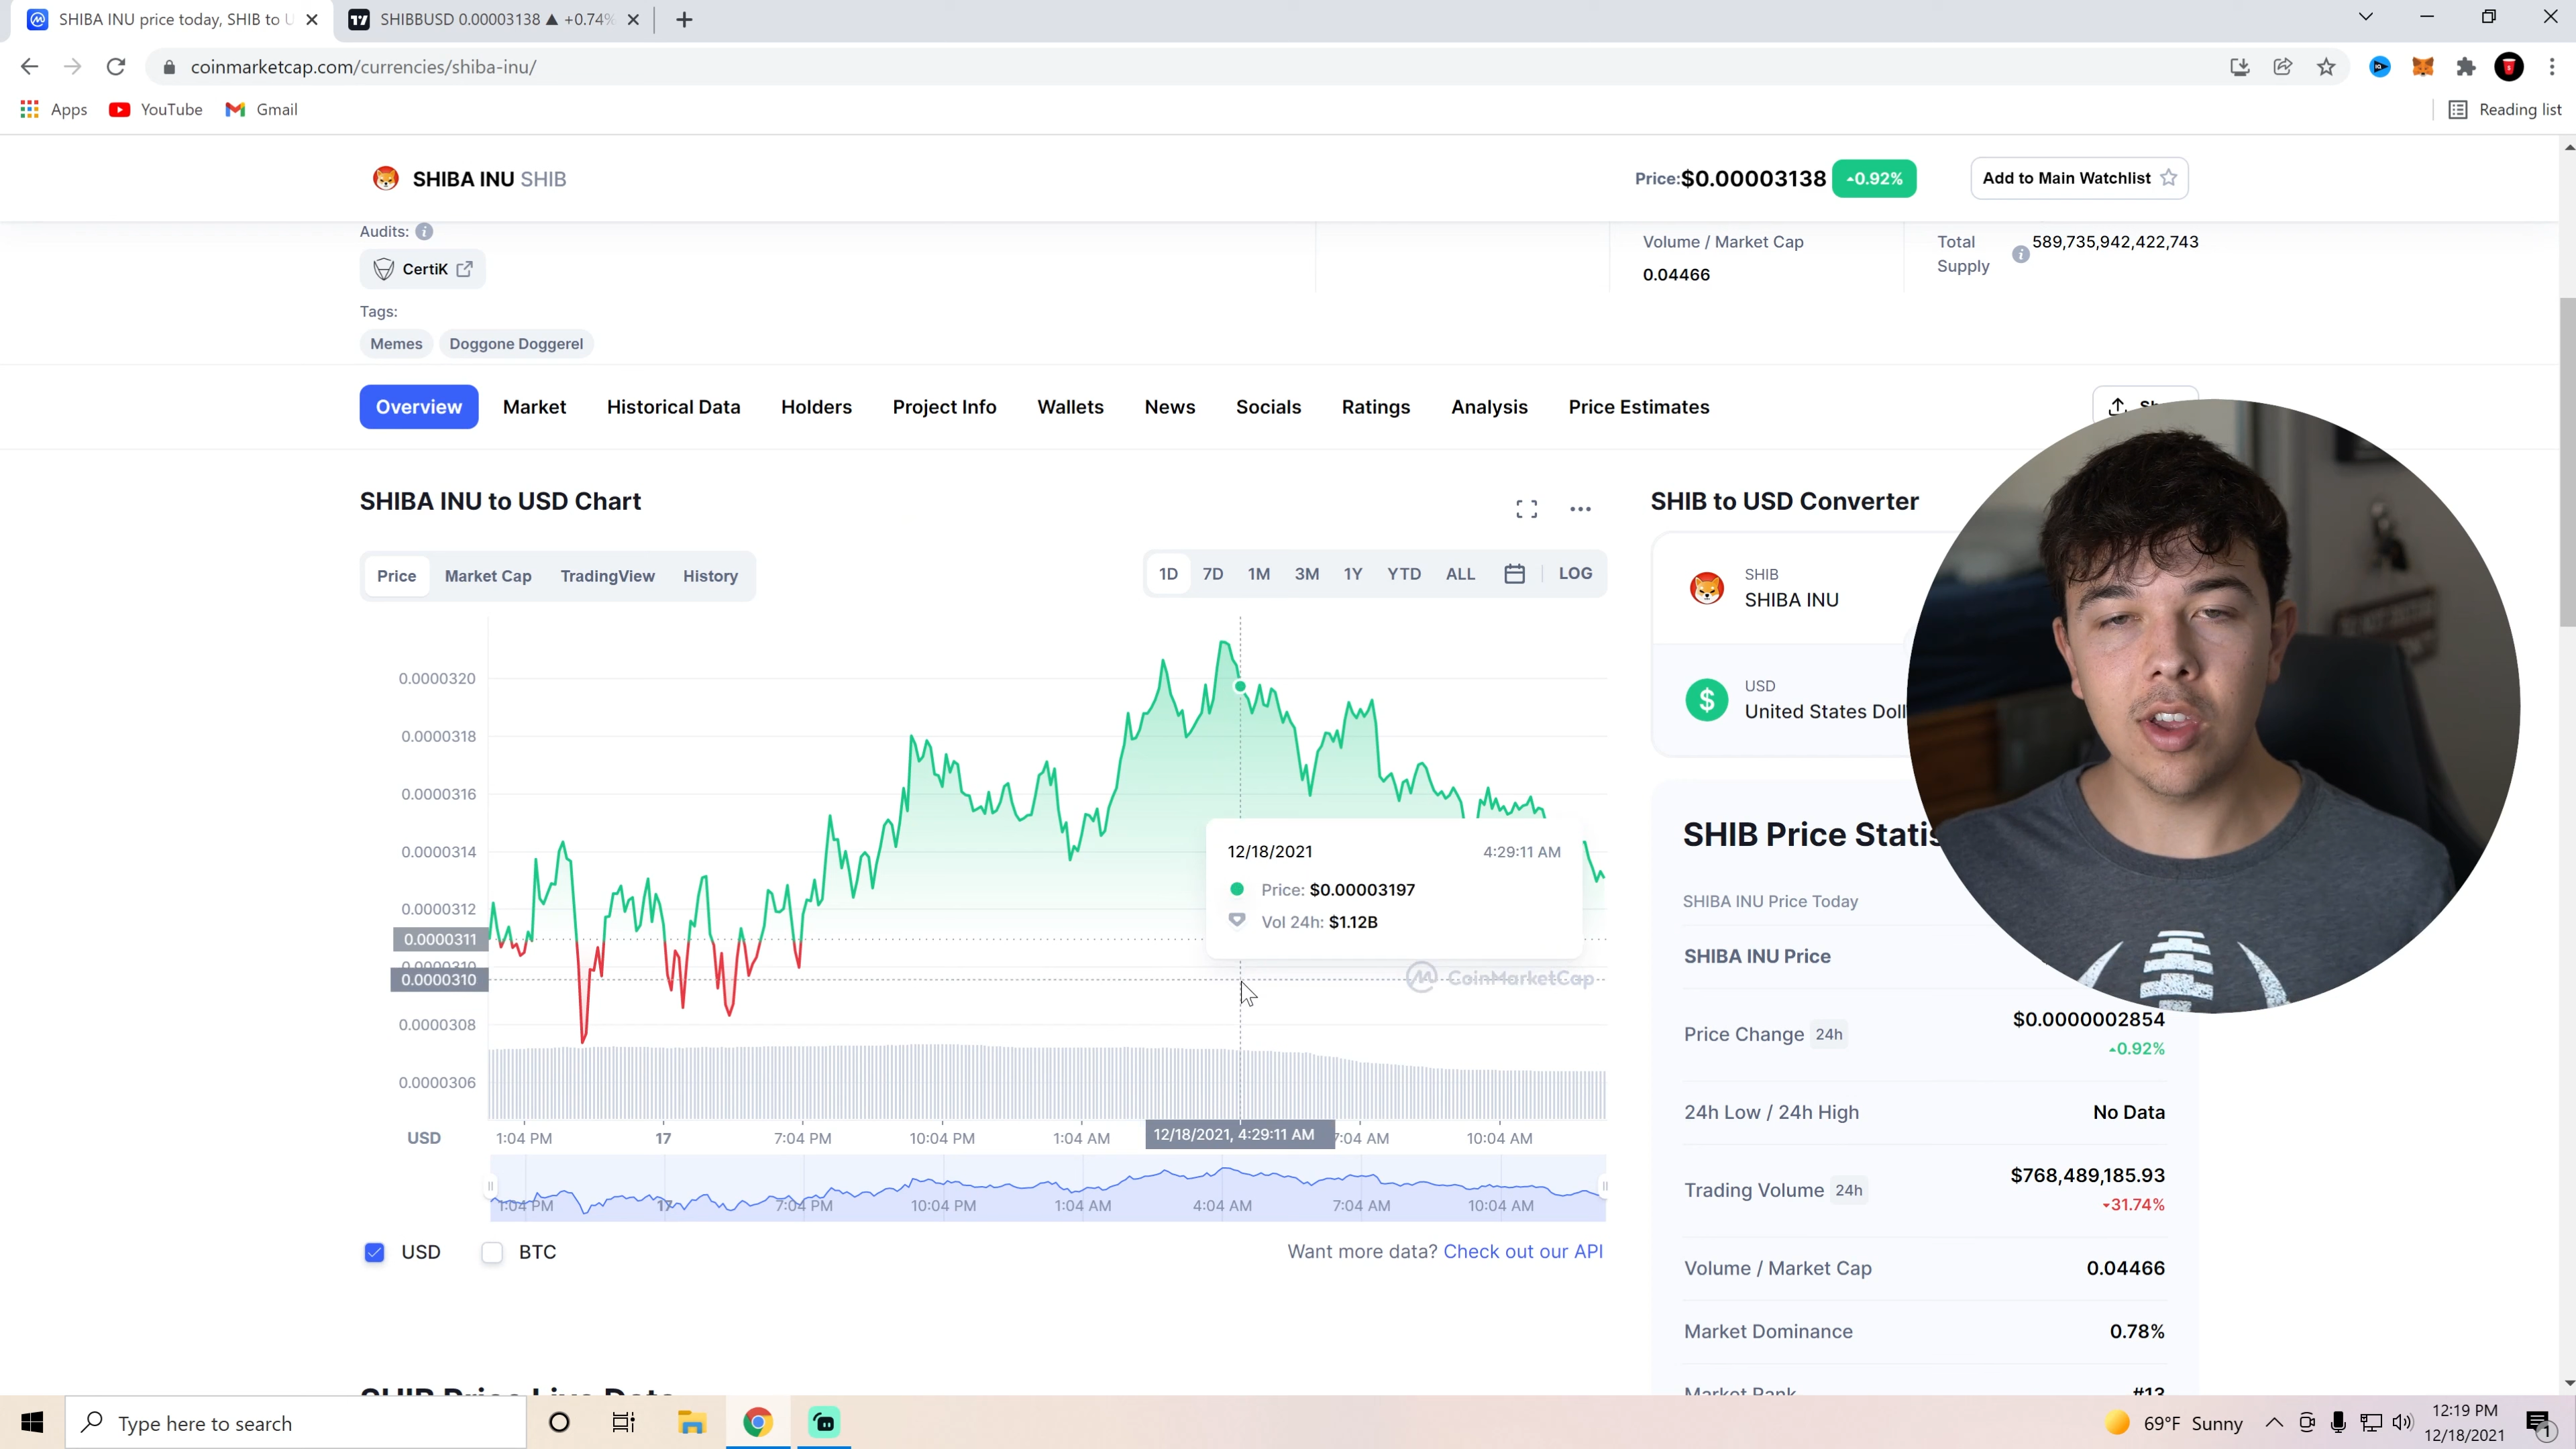 SHIBA INU price today, SHIB to U
SHIBBUSD 0.00003138 ▲ +0.74%
coinmarketcap.com/currencies/shiba-inu/
Apps YouTube Gmail Reading list
SHIBA INU SHIB
Price:$0.00003138 0.92%
Add to Main Watchlist
Audits:
CertiK
Tags:
Memes Doggone Doggerel
Volume / Market Cap
0.04466
Total Supply 589,735,942,422,743
Overview Market Historical Data Holders Project Info Wallets News Socials Ratings Analysis Price Estimates
SHIBA INU to USD Chart
Price Market Cap TradingView History
1D 7D 1M 3M 1Y YTD ALL LOG
0.0000320
0.0000318
0.0000316
0.0000314
0.0000312
0.0000311
0.0000310
0.0000310
0.0000308
0.0000306
12/18/2021 4:29:11 AM
Price: $0.00003197
Vol 24h: $1.12B
CoinMarketCap
USD 1:04 PM 17 7:04 PM 10:04 PM 1:04 AM 12/18/2021, 4:29:11 AM 7:04 AM 10:04 AM
1:04 PM 17 7:04 PM 10:04 PM 1:04 AM 4:04 AM 7:04 AM 10:04 AM
USD BTC
Want more data? Check out our API
SHIB to USD Converter
SHIB
SHIBA INU
USD
United States Doll
SHIB Price Statis
SHIBA INU Price Today
SHIBA INU Price
Price Change 24h $0.0000002854
0.92%
24h Low / 24h High No Data
Trading Volume 24h $768,489,185.93
31.74%
Volume / Market Cap 0.04466
Market Dominance 0.78%
Market Rank #13
SHIB Price Live Data
Type here to search
69°F Sunny
12:19 PM
12/18/2021
1